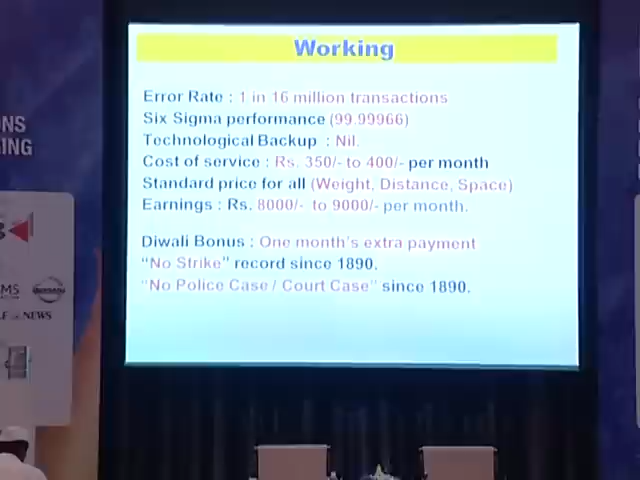 Working
Error Rate : 1 in 16 million transactions
Six Sigma performance (99.99966)
Technological Backup : Nil.
Cost of service : Rs. 350/- to 400/- per month
Standard price for all (Weight, Distance, Space)
Earnings : Rs. 8000/- to 9000/- per month.
Diwali Bonus : One month's extra payment
"No Strike" record since 1890.
"No Police Case / Court Case" since 1890.
NISSAN
NEWS